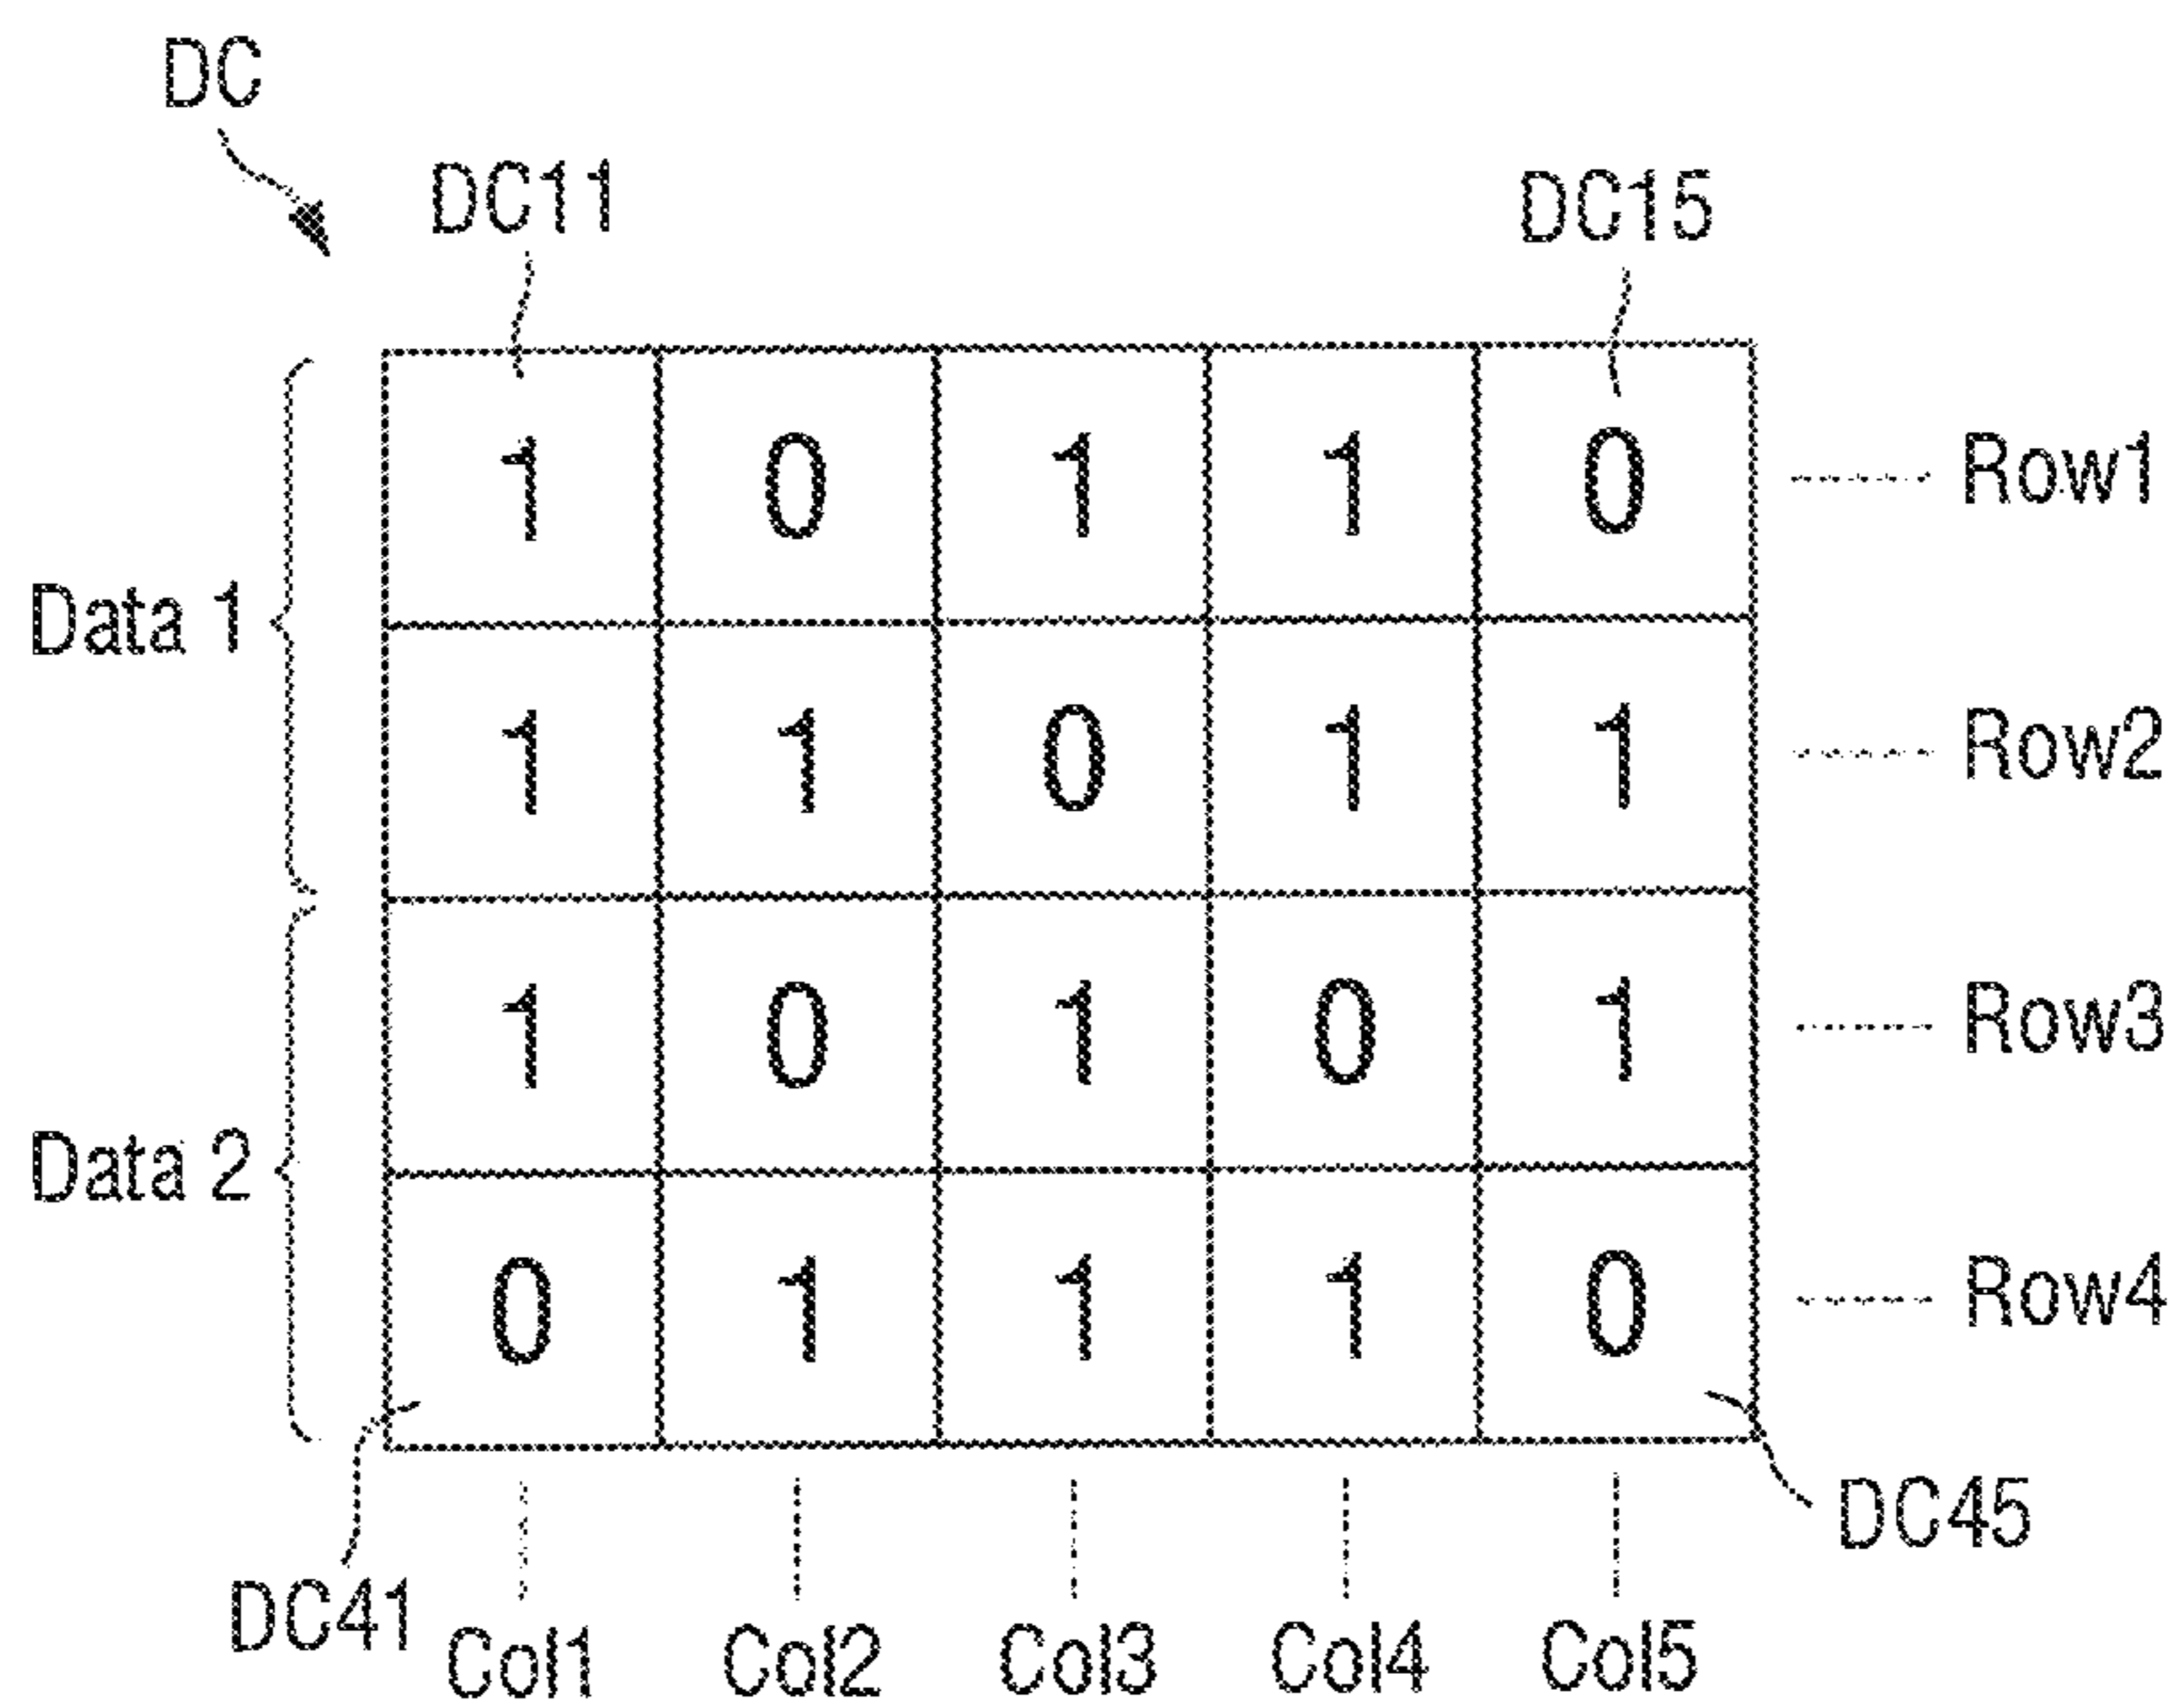 DC
DC11 DC15
1 0 1 1 0 Row1
Data 1
1 1 0 1 1 Row2
1 0 1 0 1 Row3
Data 2
0 1 1 1 0 Row4
DC45
DC41
Col1 Col2 Col3 Col4 Col5